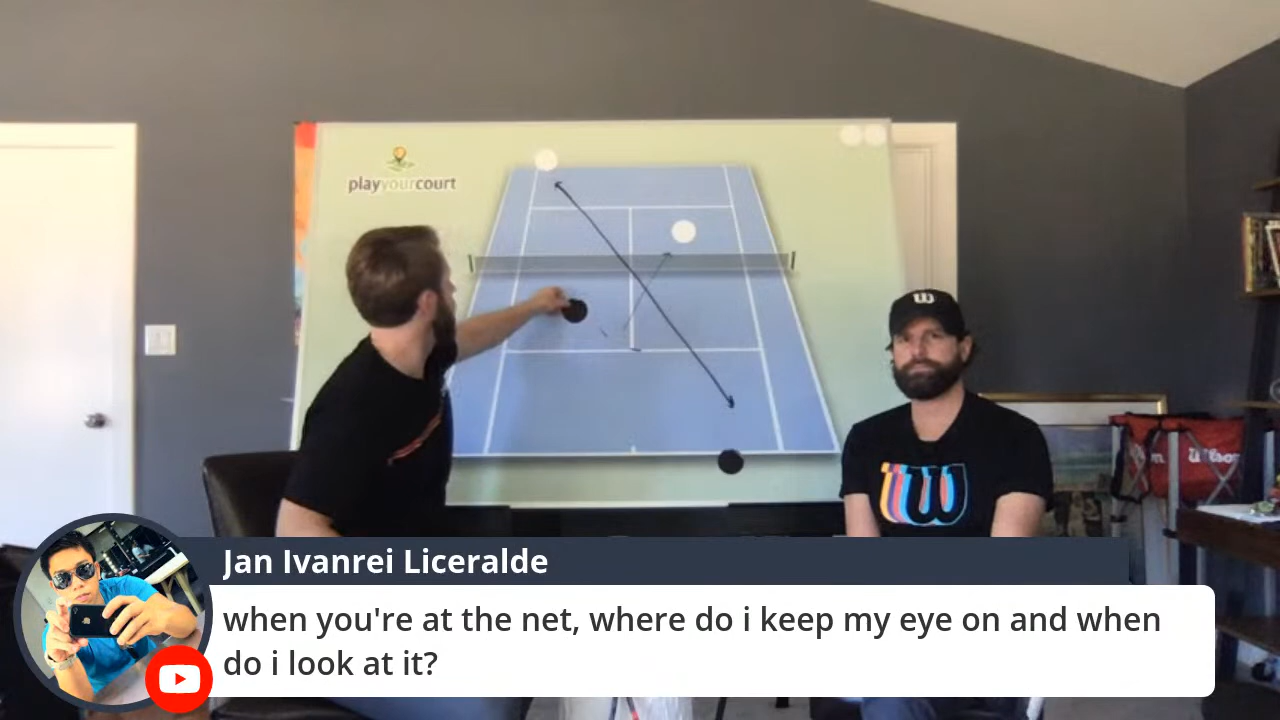 playyourcourt
W
W
Wilson
Jan Ivanrei Liceralde
when you're at the net, where do i keep my eye on and when
do i look at it?